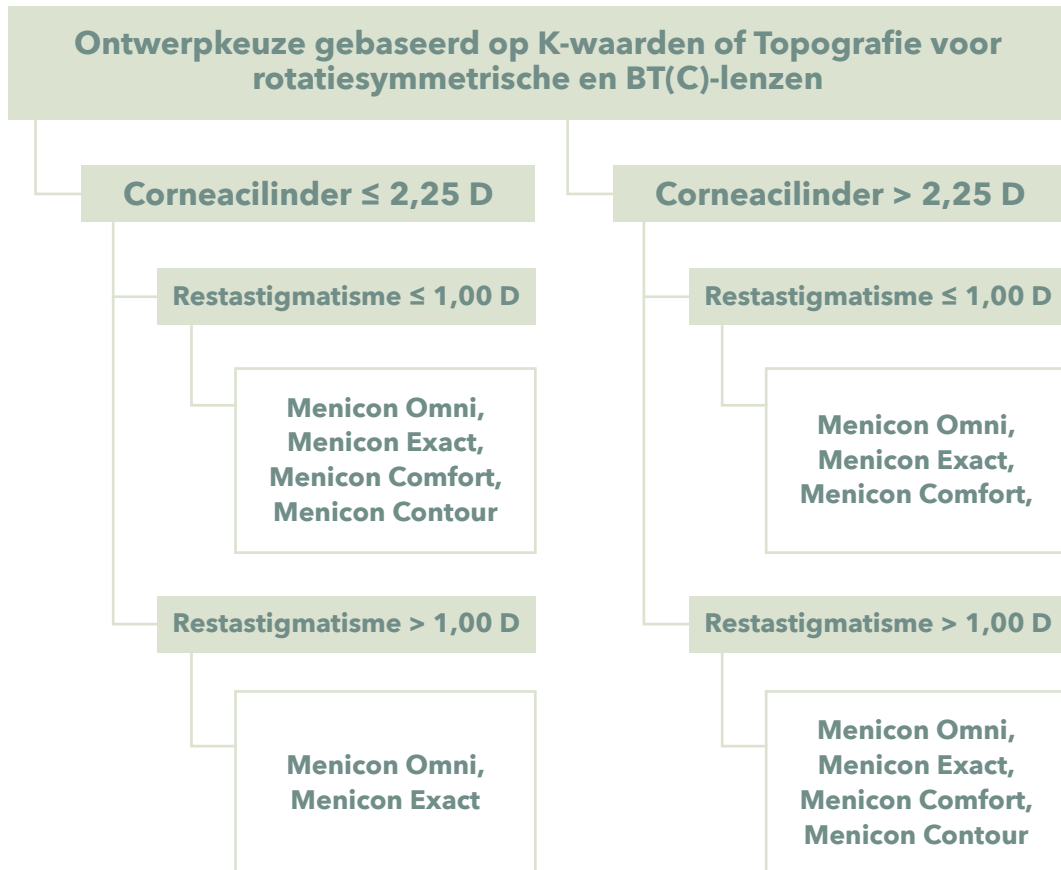 Ontwerpkeuze gebaseerd op K-waarden of Topografie voor
rotatiesymmetrische en BT(C)-lenzen
Corneacilinder ≤ 2,25 D
Restastigmatisme ≤ 1,00 D
Menicon Omni,
Menicon Exact,
Menicon Comfort,
Menicon Contour
Restastigmatisme > 1,00 D
Menicon Omni,
Menicon Exact
Corneacilinder > 2,25 D
Restastigmatisme ≤ 1,00 D
Menicon Omni,
Menicon Exact,
Menicon Comfort,
Restastigmatisme > 1,00 D
Menicon Omni,
Menicon Exact,
Menicon Comfort,
Menicon Contour